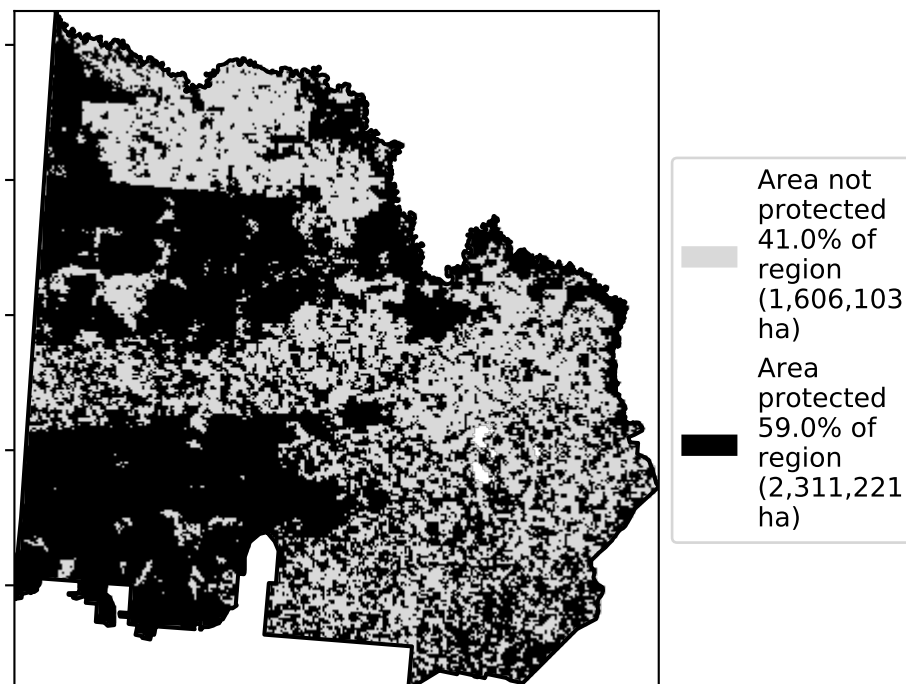 Area not
protected
41.0% of
region
(1,606,103
ha)
Area
protected
59.0% of
region
(2,311,221
ha)